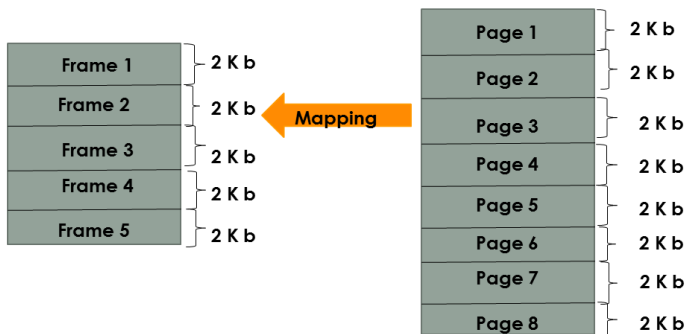 Frame 1
2 K b
Frame 2
2 K b
Frame 3
2 K b
Frame 4
2 K b
Frame 5
2 K b
Mapping
Page 1
2 K b
Page 2
2 K b
Page 3
2 K b
Page 4
2 K b
Page 5
2 K b
Page 6
2 K b
Page 7
2 K b
Page 8
2 K b